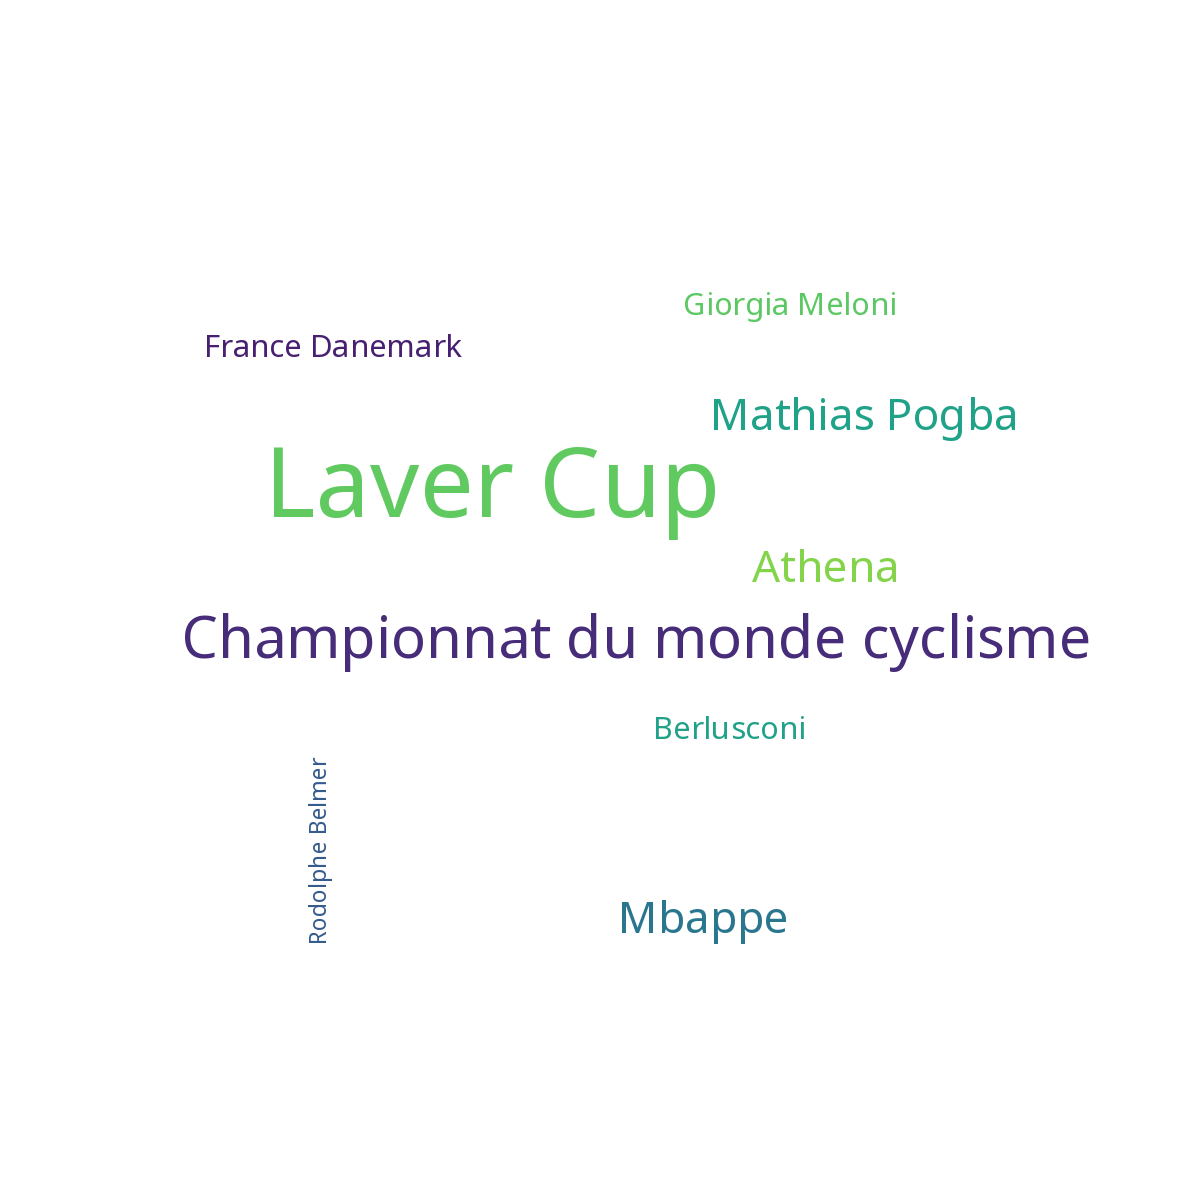 Giorgia Meloni
France Danemark
Mathias Pogba
Laver Cup
Athena
Championnat du monde cyclisme
Berlusconi
Rodolphe Belmer
Mbappe